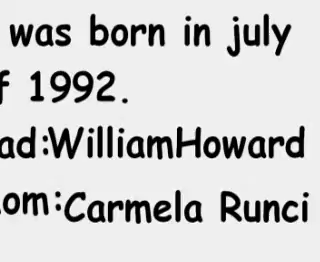 was born in july
f 1992.
ad:WilliamHoward
om:Carmela Runci